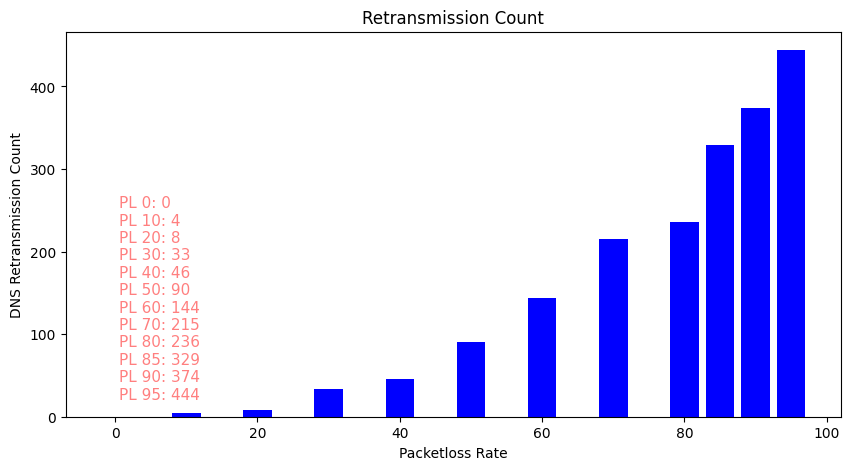 Retransmission Count
DNS Retransmission Count
400
300
200
100
0
PL 0: 0
PL 10: 4
PL 20: 8
PL 30: 33
PL 40: 46
PL 50: 90
PL 60: 144
PL 70: 215
PL 80: 236
PL 85: 329
PL 90: 374
PL 95: 444
0 20 40 60 80 100
Packetloss Rate